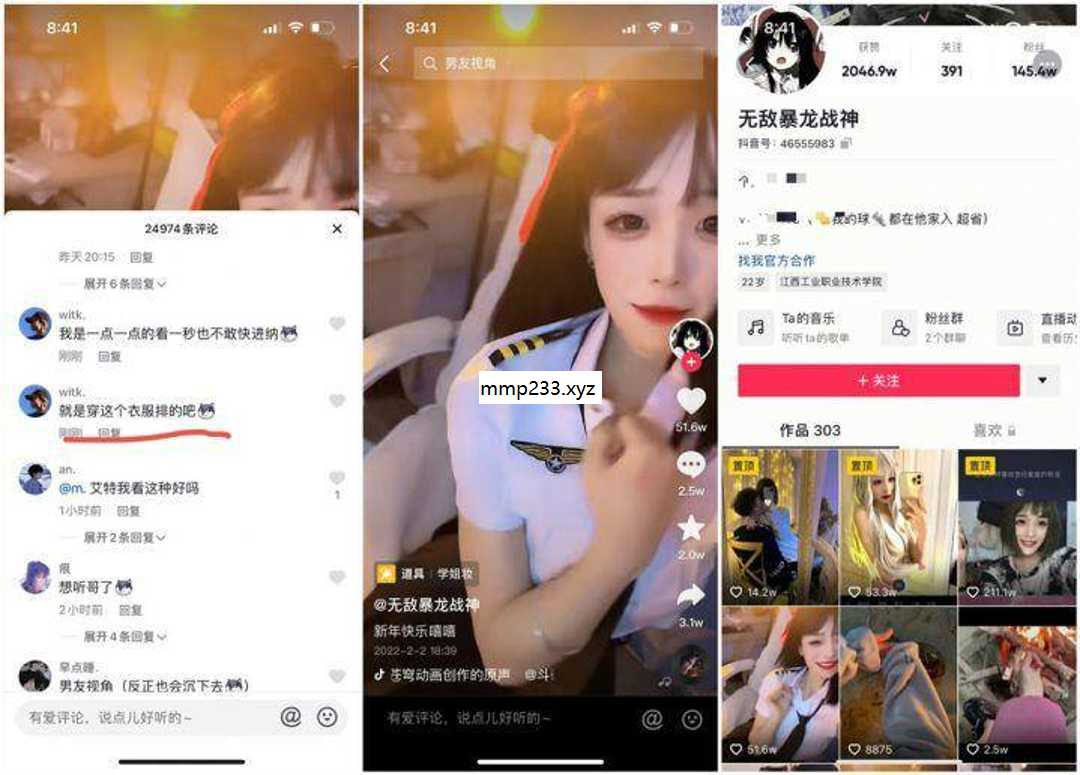 8:41
24974条评论
昨天20:15 回复
展开6条回复
witk.
我是一点一点的看一秒也不敢快进纳
刚刚 回复
witk.
就是穿这个衣服排的吧
刚刚 回复
an.
@m. 艾特我看这种好吗
1
1小时前 回复
展开2条回复
很
想听哥了
2小时前 回复
展开4条回复
早点睡.
男友视角（反正也会沉下去）
有爱评论，说点儿好听的~
8:41
男友视角
mmp233.xyz
51.6w
2.5w
2.0w
3.1w
道具 | 学姐妆
@无敌暴龙战神
新年快乐嘻嘻
2022-2-2 18:39
画创作的原声 @斗
有爱评论，说点儿好听的~
8:41
获赞 关注 粉丝
2046.9w 391 145.4w
无敌暴龙战神
抖音号：46555983
我的球 都在他家入 超省）
... 更多
找我官方合作
22岁 江西工业职业技术学院
Ta的音乐
听听ta的歌单
粉丝群
2个群聊
直播动
查看历史
+ 关注
作品 303 喜欢
置顶 置顶 置顶
14.2w 53.3w 211.1w
51.6w 8875 2.5w